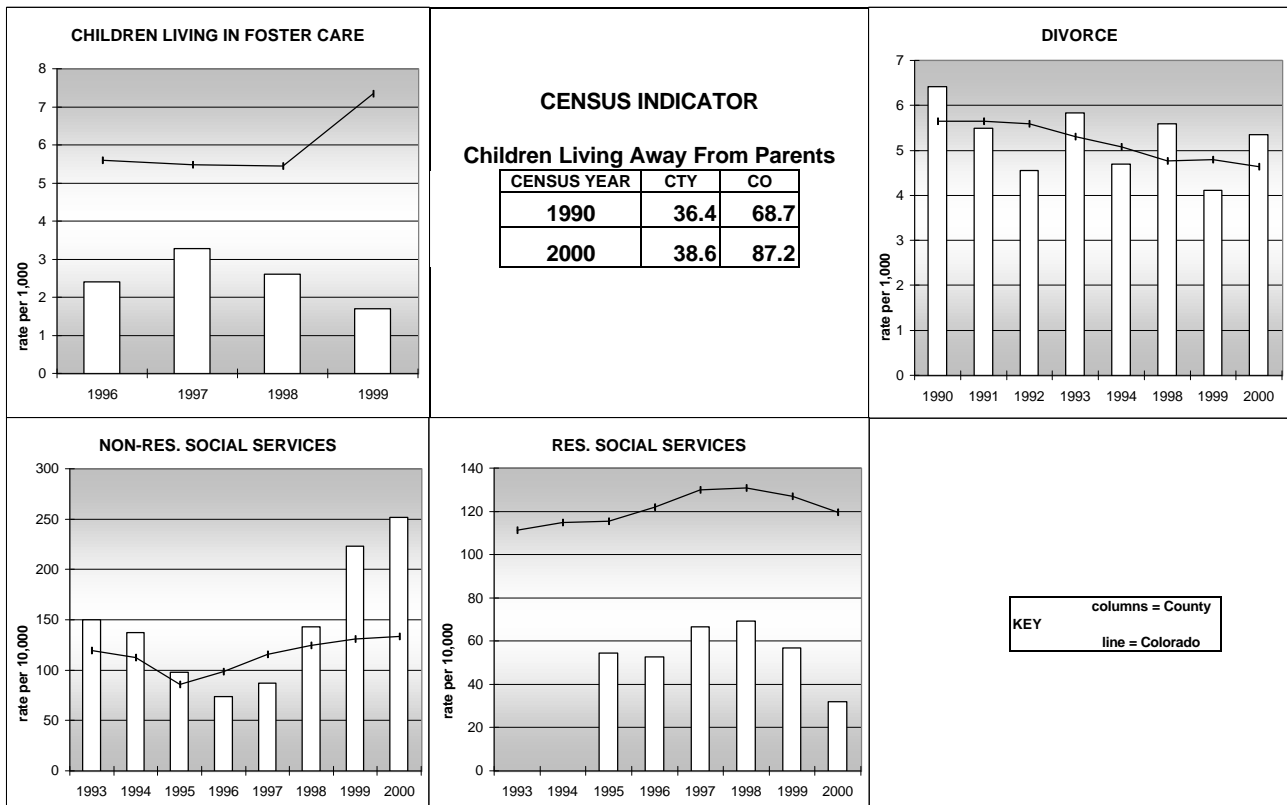 CHILDREN LIVING IN FOSTER CARE
8
7
6
5
4
3
2
1
0
rate per 1,000
1996 1997 1998 1999
CENSUS INDICATOR
Children Living Away From Parents
CENSUS YEAR CTY CO
1990 36.4 68.7
2000 38.6 87.2
DIVORCE
7
6
5
4
3
2
1
0
rate per 1,000
1990 1991 1992 1993 1994 1998 1999 2000
NON-RES. SOCIAL SERVICES
300
250
200
150
100
50
0
rate per 10,000
1993 1994 1995 1996 1997 1998 1999 2000
RES. SOCIAL SERVICES
140
120
100
80
60
40
20
0
rate per 10,000
1993 1994 1995 1996 1997 1998 1999 2000
columns = County
KEY
line = Colorado